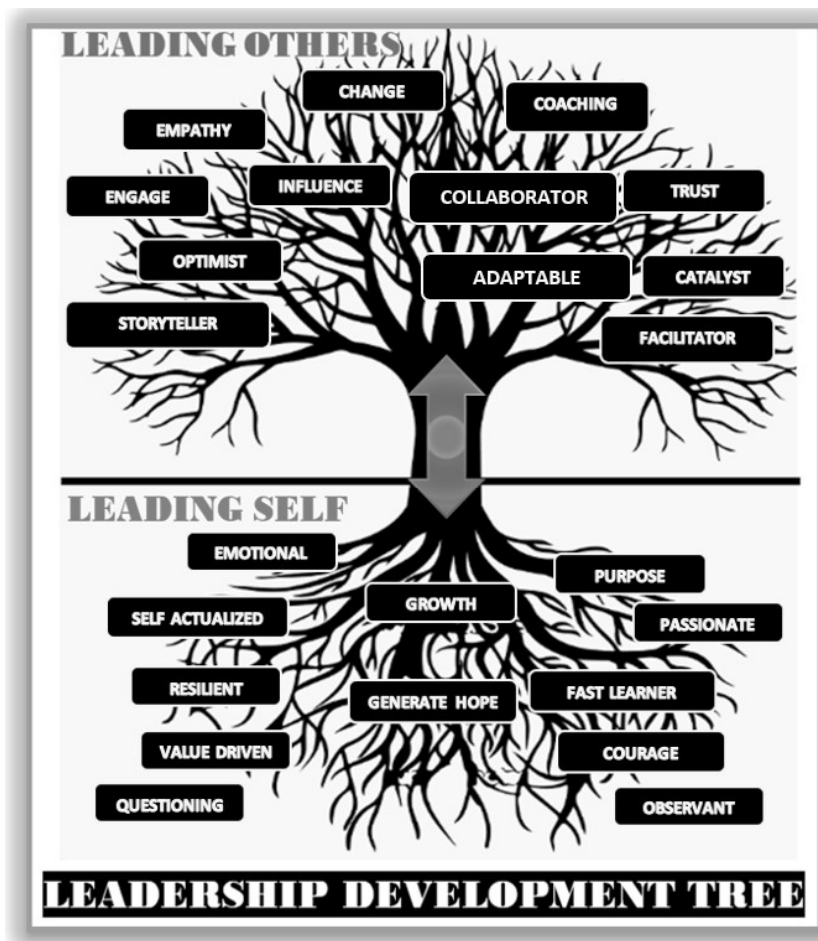 LEADING OTHERS
CHANGE
COACHING
EMPATHY
INFLUENCE
COLLABORATOR
TRUST
ENGAGE
OPTIMIST
ADAPTABLE
CATALYST
STORYTELLER
FACILITATOR
LEADING SELF
EMOTIONAL
PURPOSE
GROWTH
SELF ACTUALIZED
PASSIONATE
RESILIENT
GENERATE HOPE
FAST LEARNER
VALUE DRIVEN
COURAGE
QUESTIONING
OBSERVANT
LEADERSHIP DEVELOPMENT TREE